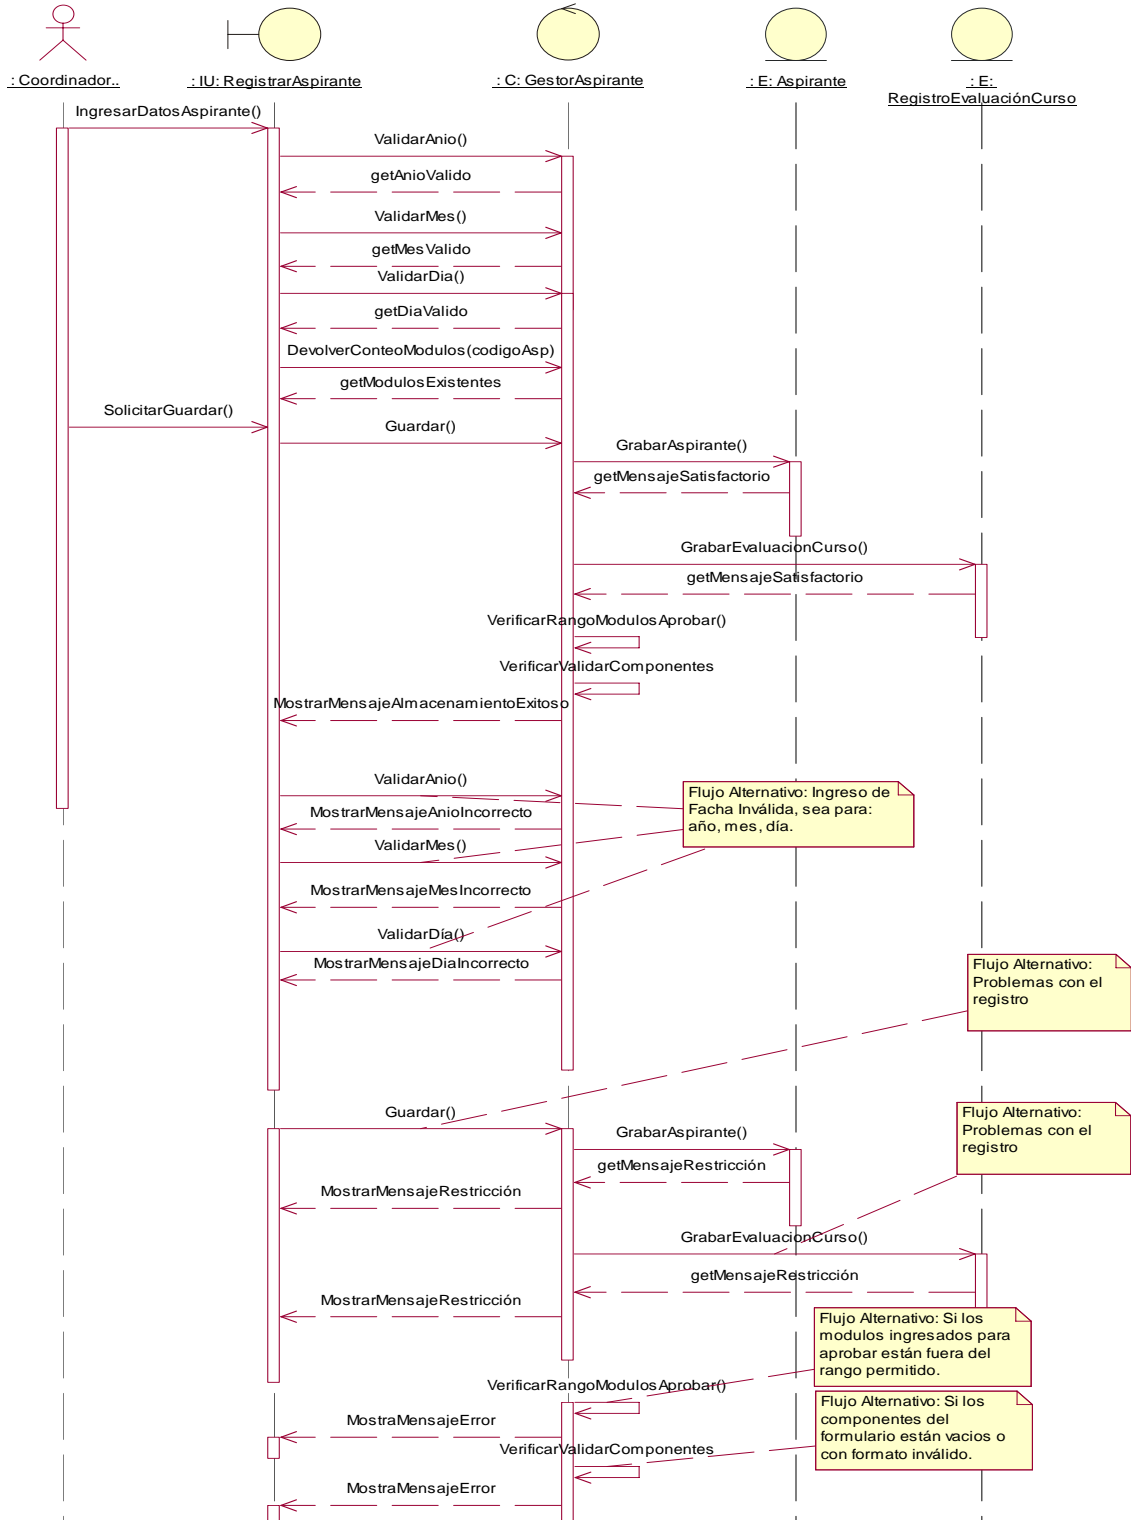 : Coordinador..
: IU: RegistrarAspirante
: C: GestorAspirante
: E: Aspirante
: E:
RegistroEvaluaciónCurso
IngresarDatosAspirante()
ValidarAnio()
getAnioValido
ValidarMes()
getMesValido
ValidarDia()
getDiaValido
DevolverConteoModulos(codigoAsp)
getModulosExistentes
SolicitarGuardar()
Guardar()
GrabarAspirante()
getMensajeSatisfactorio
GrabarEvaluacionCurso()
getMensajeSatisfactorio
VerificarRangoModulosAprobar()
VerificarValidarComponentes
MostrarMensajeAlmacenamientoExitoso
ValidarAnio()
Flujo Alternativo: Ingreso de
Facha Inválida, sea para:
año, mes, día.
MostrarMensajeAnioIncorrecto
ValidarMes()
MostrarMensajeMesIncorrecto
ValidarDía()
MostrarMensajeDiaIncorrecto
Flujo Alternativo:
Problemas con el
registro
Guardar()
Flujo Alternativo:
Problemas con el
registro
GrabarAspirante()
getMensajeRestricción
MostrarMensajeRestricción
GrabarEvaluacionCurso()
getMensajeRestricción
MostrarMensajeRestricción
Flujo Alternativo: Si los
modulos ingresados para
aprobar están fuera del
rango permitido.
VerificarRangoModulosAprobar()
MostraMensajeError
Flujo Alternativo: Si los
componentes del
formulario están vacios o
con formato inválido.
VerificarValidarComponentes
MostraMensajeError